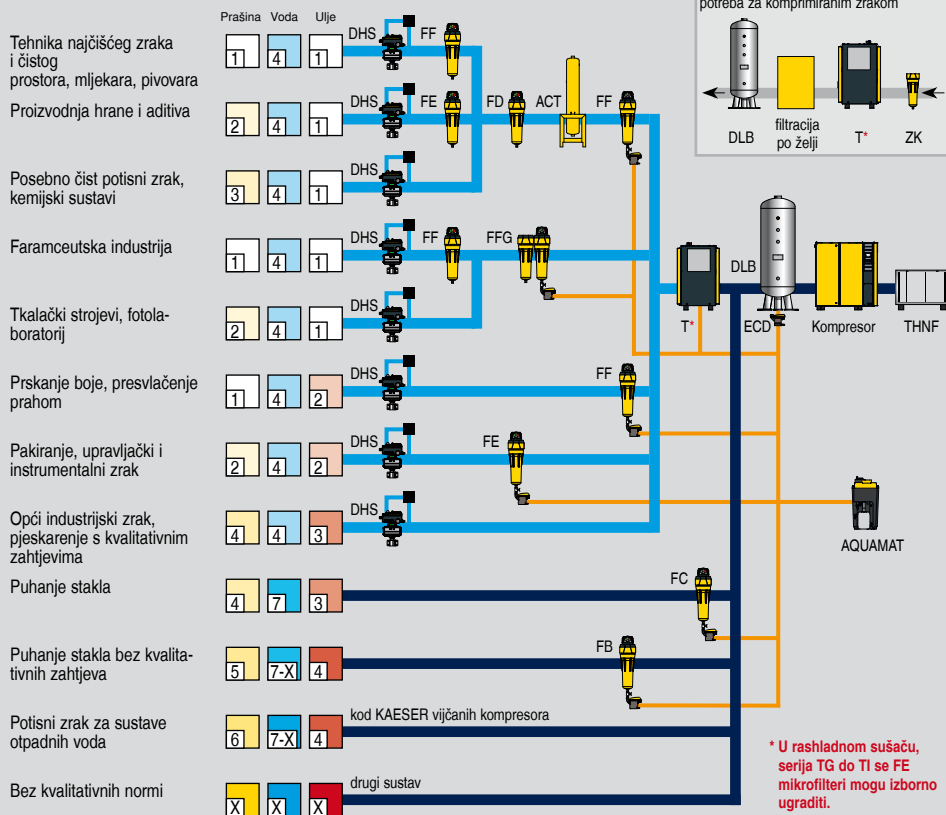 potreba za komprimiranim zrakom
DLB
filtracija
po želji
T*
ZK
Prašina Voda Ulje
Tehnika najčišćeg zraka
i čistog
prostora, mljekara, pivovara
1 4 1
DHS FF
Proizvodnja hrane i aditiva
2 4 1
DHS FE FD ACT FF
Posebno čist potisni zrak,
kemijski sustavi
3 4 1
DHS
Faramceutska industrija
1 4 1
DHS FF FFG
Tkalački strojevi, fotola-
boratorij
2 4 1
DHS
T*
DLB
ECD
Kompresor
THNF
Prskanje boje, presvlačenje
prahom
1 4 2
DHS FF
Pakiranje, upravljački i
instrumentalni zrak
2 4 2
DHS FE
Opći industrijski zrak,
pjeskarenje s kvalitativnim
zahtjevima
4 4 3
DHS
AQUAMAT
Puhanje stakla
4 7 3
FC
Puhanje stakla bez kvalita-
tivnih zahtjeva
5 7-X 4
FB
Potisni zrak za sustave
otpadnih voda
6 7-X 4
kod KAESER vijčanih kompresora
Bez kvalitativnih normi
X X X
drugi sustav
* U rashladnom sušaču,
serija TG do TI se FE
mikrofilteri mogu izborno
ugraditi.